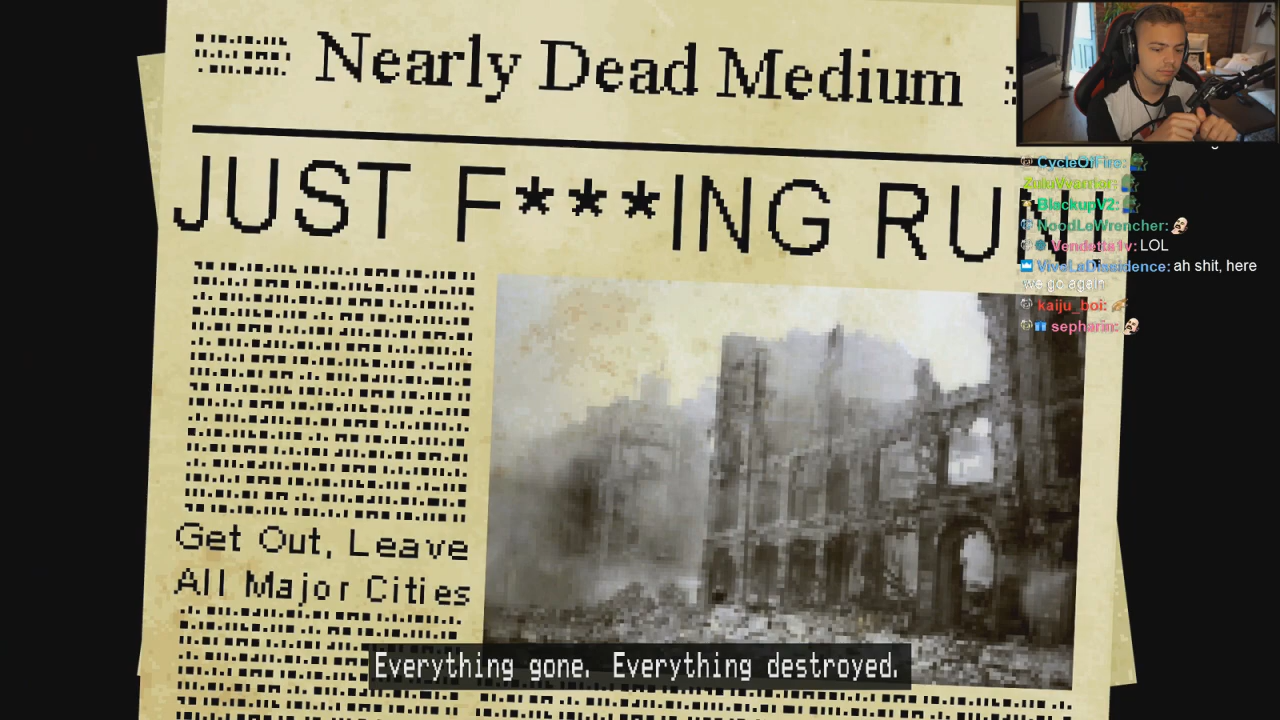 Nearly Dead Medium
JUST F***ING RUN!
CycleOfFire:
ZuluWarrior:
BlackupV2:
NoodLeWrencher:
Vendetta1v: LOL
VivoLaDissidence: ah shit, here
we go again
kaiju_boi:
sepharin:
Get Out, Leave
All Major Cities
Everything gone. Everything destroyed.